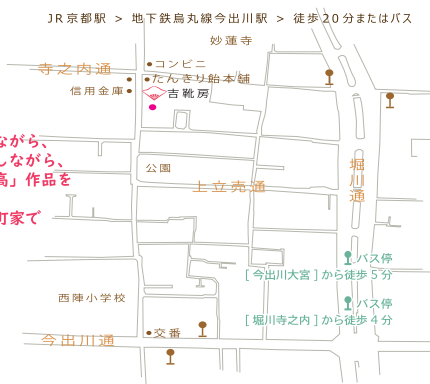 JR京都駅 > 地下鉄烏丸線今出川駅 > 徒歩20分またはバス
妙蓮寺
コンビニ
寺之内通
たんきり飴本舗
信用金庫
吉靴房
ながら、
しながら、
高」作品を
町家で
公園
堀川通
上立売通
バス停
[今出川大宮]から徒歩5分
西陣小学校
バス停
[堀川寺之内]から徒歩4分
交番
今出川通